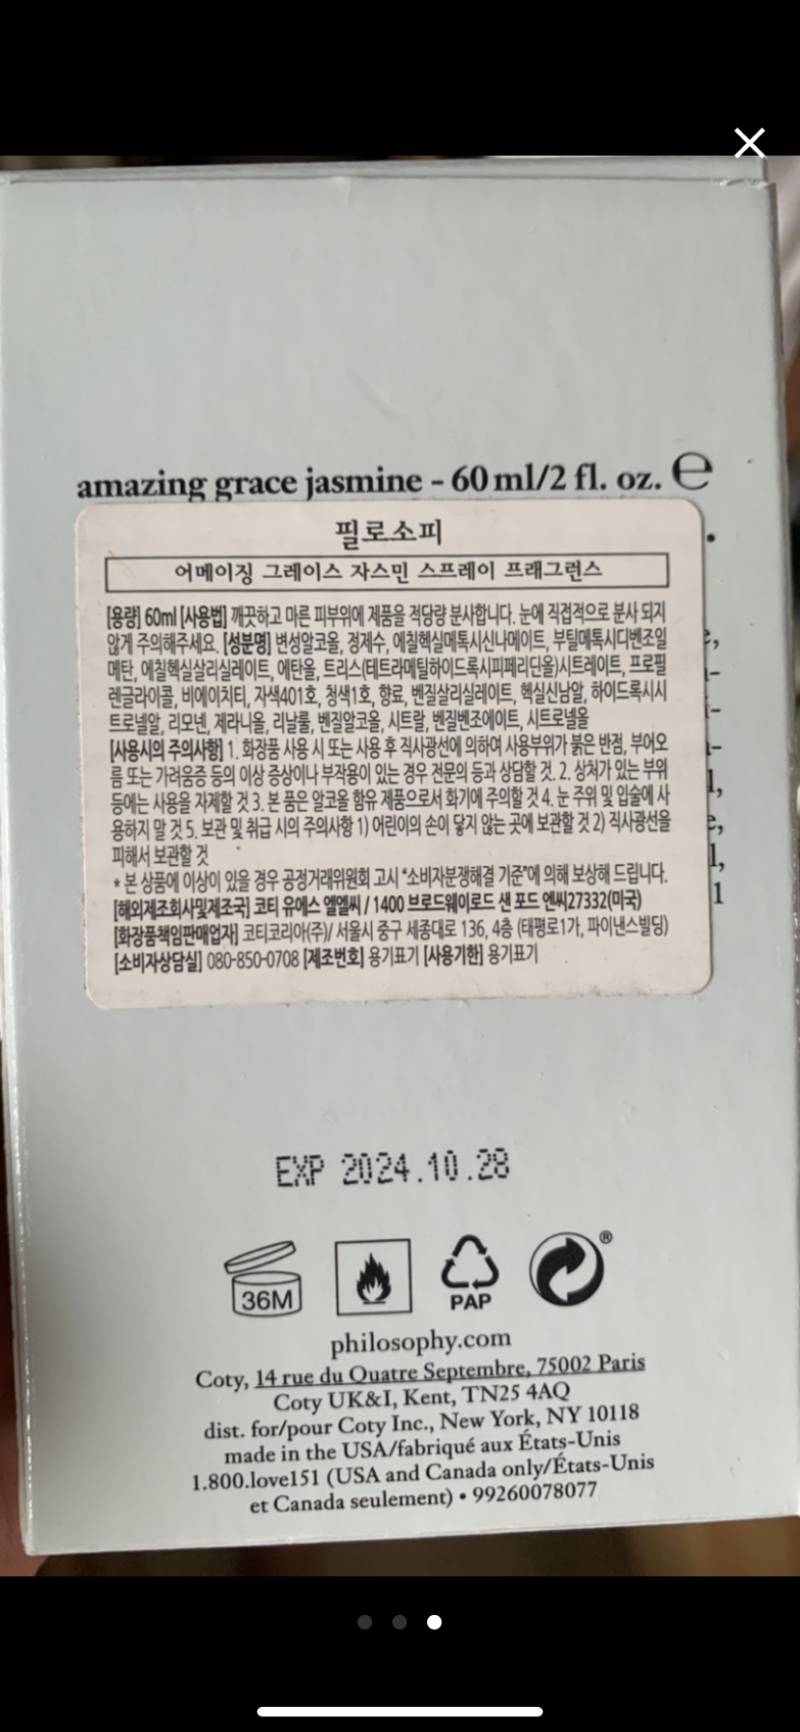 amazing grace jasmine - 60 ml/2 fl. oz. ℮
필로소피
어메이징 그레이스 자스민 스프레이 프래그런스
[용량] 60ml [사용법] 깨끗하고 마른 피부위에 제품을 적당량 분사합니다. 눈에 직접적으로 분사 되지
않게 주의해주세요. [성분명] 변성알코올, 정제수, 에칠헥실메톡시신나메이트, 부틸메톡시디벤조일
메탄, 에칠헥실살리실레이트, 에탄올, 트리스(테트라메틸하이드록시피페리딘올)시트레이트, 프로필
렌글라이콜, 비에이치티, 자색401호, 청색1호, 향료, 벤질살리실레이트, 헥실신남알, 하이드록시시
트로넬알, 리모넨, 제라니올, 리날룰, 벤질알코올, 시트랄, 벤질벤조에이트, 시트로넬올
[사용시의 주의사항] 1. 화장품 사용 시 또는 사용 후 직사광선에 의하여 사용부위가 붉은 반점, 부어오
름 또는 가려움증 등의 이상 증상이나 부작용이 있는 경우 전문의 등과 상담할 것. 2. 상처가 있는 부위
등에는 사용을 자제할 것 3. 본 품은 알코올 함유 제품으로서 화기에 주의할 것 4. 눈 주위 및 입술에 사
용하지 말 것 5. 보관 및 취급 시의 주의사항 1) 어린이의 손이 닿지 않는 곳에 보관할 것 2) 직사광선을
피해서 보관할 것
* 본 상품에 이상이 있을 경우 공정거래위원회 고시 "소비자분쟁해결 기준"에 의해 보상해 드립니다.
[해외제조회사및제조국] 코티 유에스 엘엘씨 / 1400 브로드웨이로드 샌 포드 엔씨27332(미국)
[화장품책임판매업자] 코티코리아(주)/ 서울시 중구 세종대로 136, 4층 (태평로1가, 파이낸스빌딩)
[소비자상담실] 080-850-0708 [제조번호] 용기표기 [사용기한] 용기표기
EXP 2024.10.28
36M
PAP
®
philosophy.com
Coty, 14 rue du Quatre Septembre, 75002 Paris
Coty UK&I, Kent, TN25 4AQ
dist. for/pour Coty Inc., New York, NY 10118
made in the USA/fabriqué aux États-Unis
1.800.love151 (USA and Canada only/États-Unis
et Canada seulement) • 99260078077